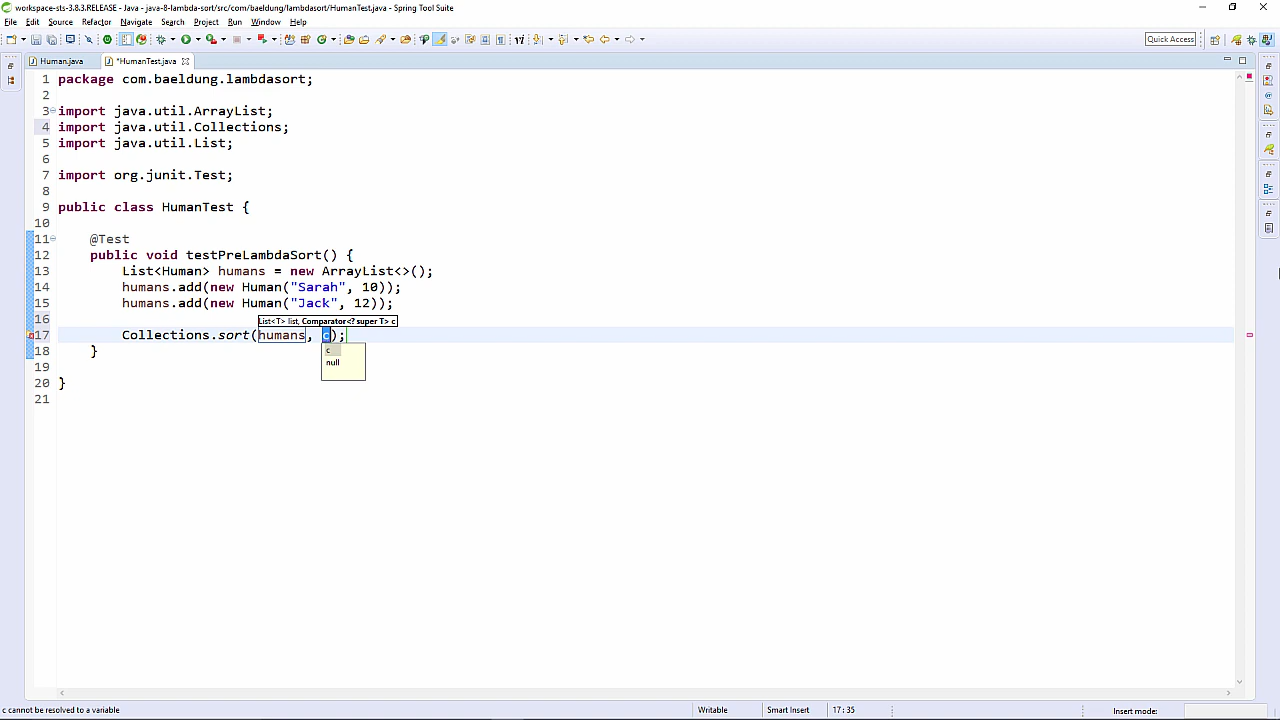 workspace-sts-3.8.3.RELEASE - Java - java-8-lambda-sort/src/com/baeldung/lambdasort/HumanTest.java - Spring Tool Suite
File Edit Source Refactor Navigate Search Project Run Window Help
Quick Access
Human.java *HumanTest.java
1 package com.baeldung.lambdasort;
2
3 import java.util.ArrayList;
4 import java.util.Collections;
5 import java.util.List;
6
7 import org.junit.Test;
8
9 public class HumanTest {
10
11 @Test
12 public void testPreLambdaSort() {
13 List<Human> humans = new ArrayList<>();
14 humans.add(new Human("Sarah", 10));
15 humans.add(new Human("Jack", 12));
16
List<T> list, Comparator<? super T> c
17 Collections.sort(humans, c);
c
18 }
null
19
20 }
21
c cannot be resolved to a variable Writable Smart Insert 17 : 35 Insert mode: